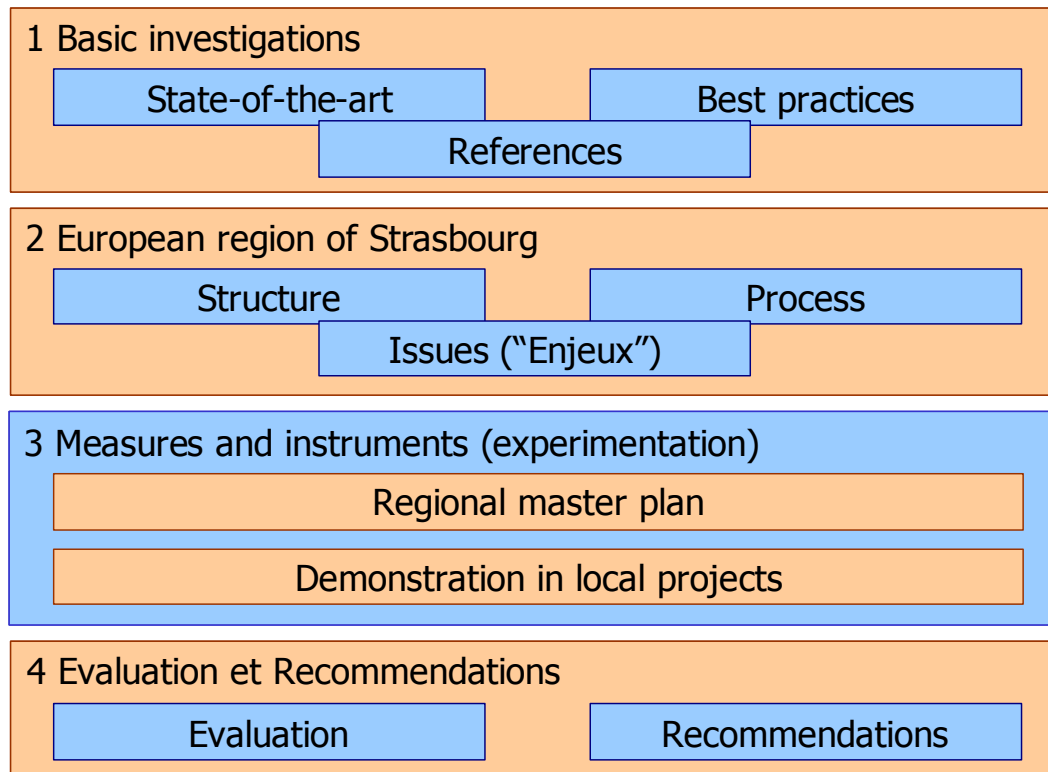 1 Basic investigations
State-of-the-art
Best practices
References
2 European region of Strasbourg
Structure
Process
Issues (“Enjeux”)
3 Measures and instruments (experimentation)
Regional master plan
Demonstration in local projects
4 Evaluation et Recommendations
Evaluation
Recommendations